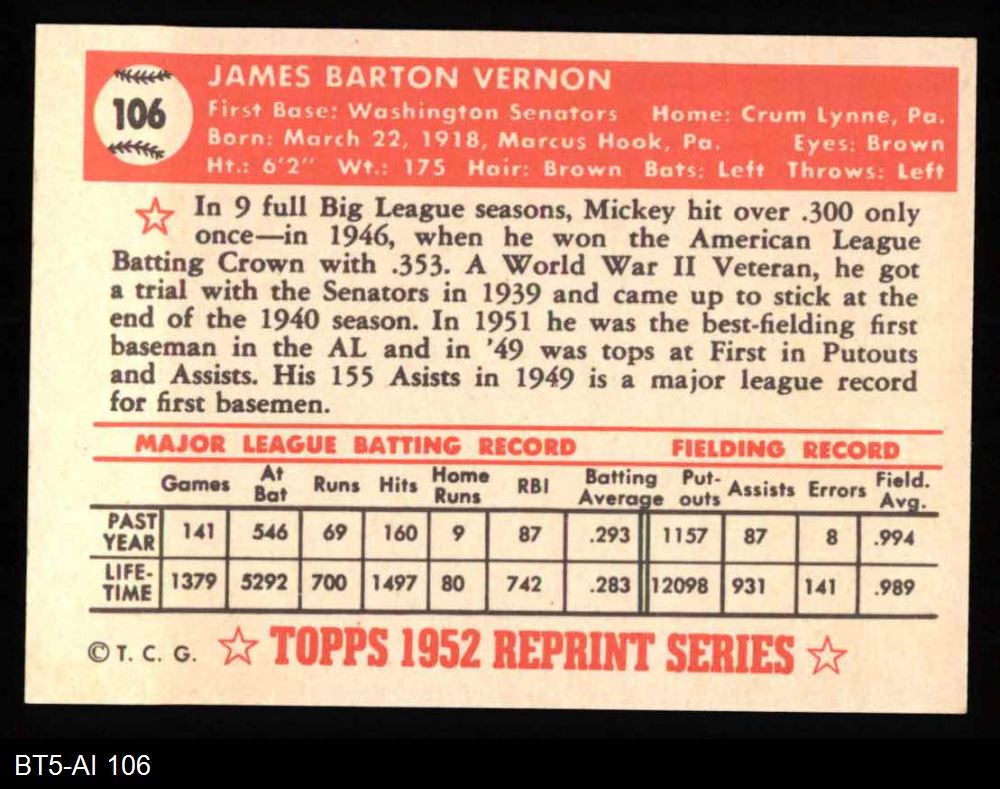 JAMES BARTON VERNON
106
First Base: Washington Senators Home: Crum Lynne, Pa.
Born: March 22, 1918, Marcus Hook, Pa. Eyes: Brown
Ht.: 6'2" Wt.: 175 Hair: Brown Bats: Left Throws: Left
In 9 full Big League seasons, Mickey hit over .300 only
once—in 1946, when he won the American League
Batting Crown with .353. A World War II Veteran, he got
a trial with the Senators in 1939 and came up to stick at the
end of the 1940 season. In 1951 he was the best-fielding first
baseman in the AL and in '49 was tops at First in Putouts
and Assists. His 155 Asists in 1949 is a major league record
for first basemen.
MAJOR LEAGUE BATTING RECORD FIELDING RECORD
Games At Bat Runs Hits Home Runs RBI Batting Average Put-outs Assists Errors Field. Avg.
PAST YEAR 141 546 69 160 9 87 .293 1157 87 8 .994
LIFE-TIME 1379 5292 700 1497 80 742 .283 12098 931 141 .989
© T. C. G. TOPPS 1952 REPRINT SERIES
BT5-AI 106